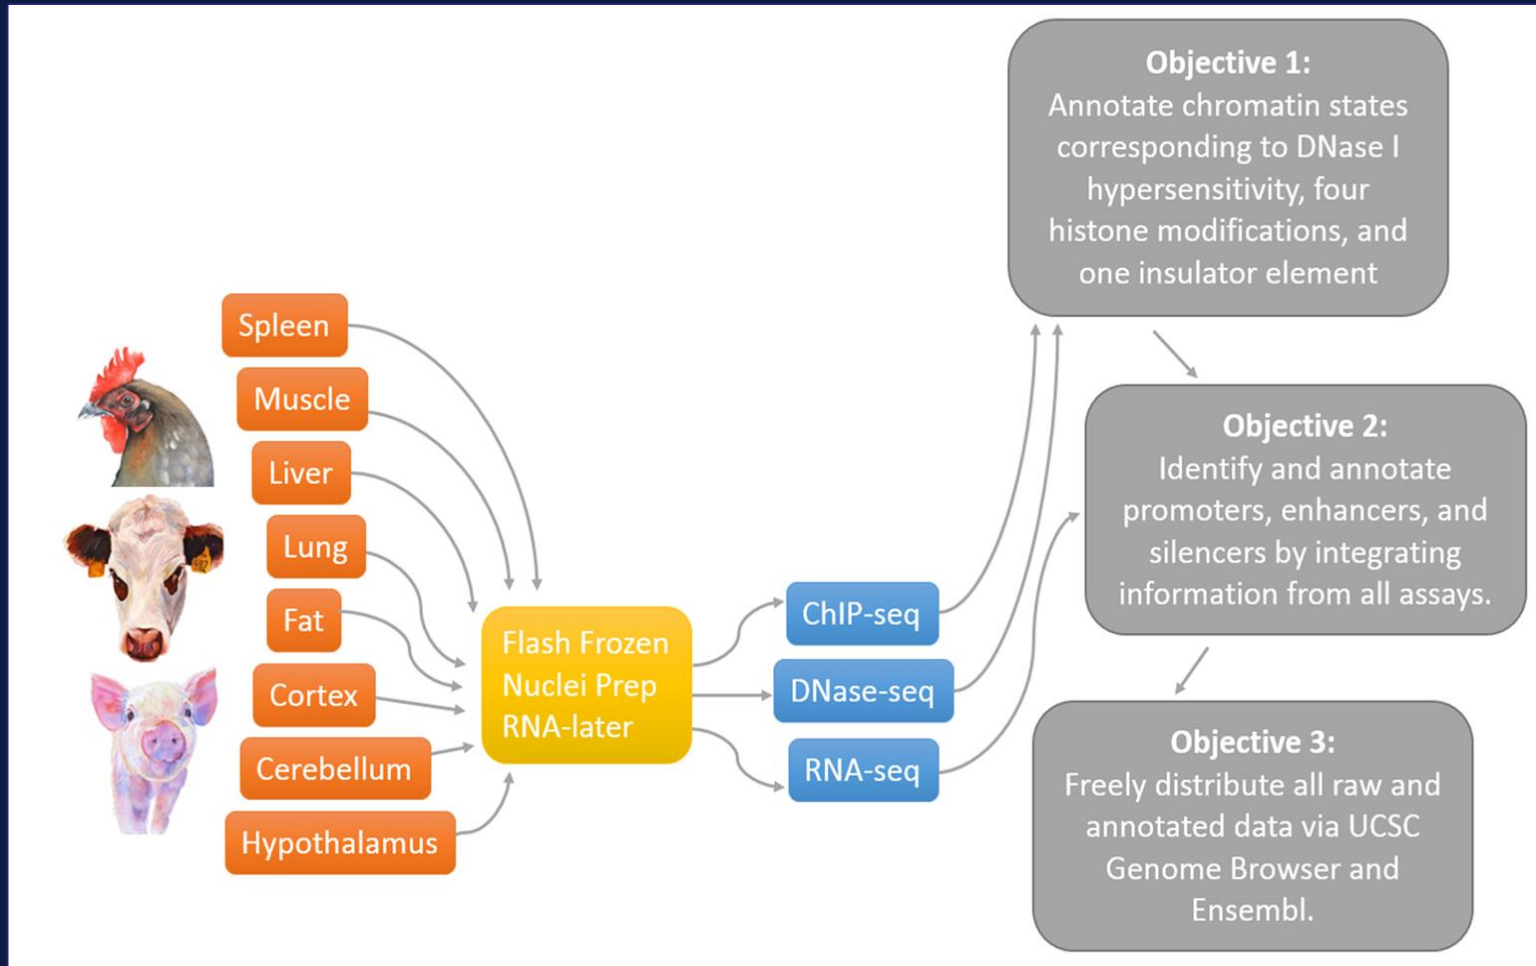 Spleen
Muscle
Liver
Lung
Fat
Cortex
Cerebellum
Hypothalamus
Flash Frozen
Nuclei Prep
RNA-later
ChIP-seq
DNase-seq
RNA-seq
Objective 1:
Annotate chromatin states
corresponding to DNase I
hypersensitivity, four
histone modifications, and
one insulator element
Objective 2:
Identify and annotate
promoters, enhancers, and
silencers by integrating
information from all assays.
Objective 3:
Freely distribute all raw and
annotated data via UCSC
Genome Browser and
Ensembl.